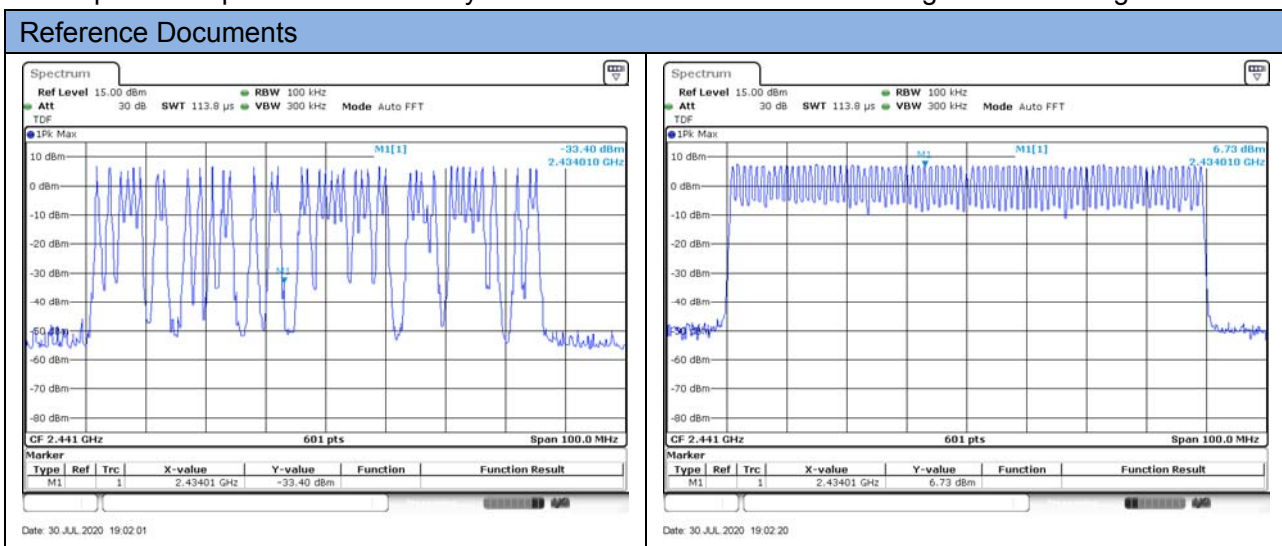 Reference Documents
Spectrum
Ref Level 15.00 dBm RBW 100 kHz
Att 30 dB SWT 113.8 µs VBW 300 kHz Mode Auto FFT
TDF
1Pk Max
M1[1] -33.40 dBm
2.434010 GHz
10 dBm
0 dBm
-10 dBm
-20 dBm
M1
-30 dBm
-40 dBm
-50 dBm
-60 dBm
-70 dBm
-80 dBm
CF 2.441 GHz 601 pts Span 100.0 MHz
Marker
Type Ref Trc X-value Y-value Function Function Result
M1 1 2.43401 GHz -33.40 dBm
Date: 30.JUL.2020 19:02:01
Spectrum
Ref Level 15.00 dBm RBW 100 kHz
Att 30 dB SWT 113.8 µs VBW 300 kHz Mode Auto FFT
TDF
1Pk Max
M1[1] 6.73 dBm
2.434010 GHz
M1
10 dBm
0 dBm
-10 dBm
-20 dBm
-30 dBm
-40 dBm
-50 dBm
-60 dBm
-70 dBm
-80 dBm
CF 2.441 GHz 601 pts Span 100.0 MHz
Marker
Type Ref Trc X-value Y-value Function Function Result
M1 1 2.43401 GHz 6.73 dBm
Date: 30.JUL.2020 19:02:20